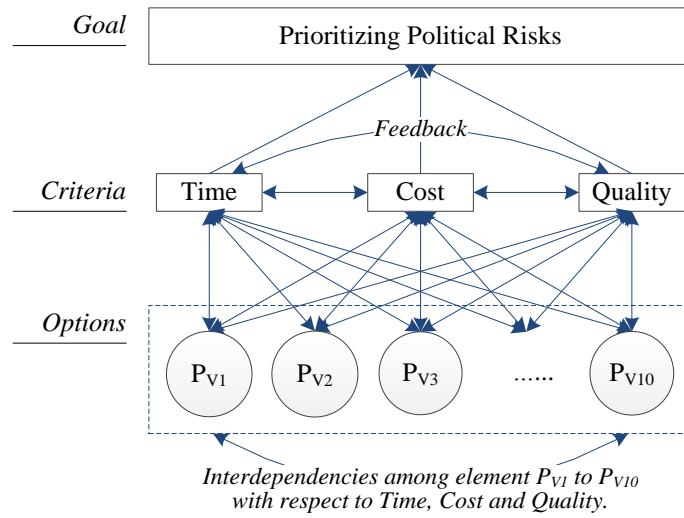 Goal
Prioritizing Political Risks
Feedback
Criteria
Time
Cost
Quality
Options
PV1
PV2
PV3
......
PV10
Interdependencies among element PV1 to PV10
with respect to Time, Cost and Quality.